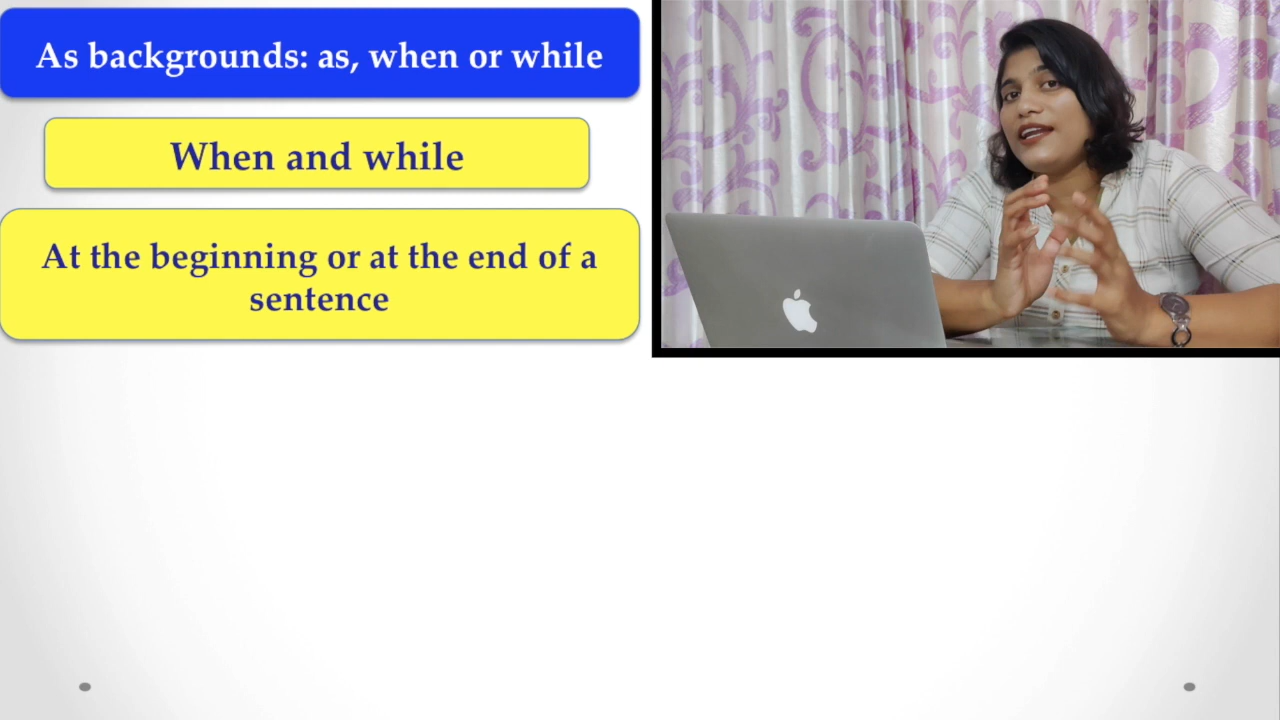 As backgrounds: as, when or while
When and while
At the beginning or at the end of a
sentence